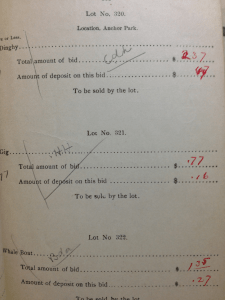 Lot No. 320.
Location, Anchor Park.
Dinghy
Total amount of bid $ 2 37
Amount of deposit on this bid $ 47
To be sold by the lot.
Lot No. 321.
Gig
Total amount of bid $ .77
Amount of deposit on this bid $ .16
To be sold by the lot.
Lot No 322.
Whale Boat
Total amount of bid $ 1 35
Amount of deposit on this bid $ .27
To be sold by the lot.